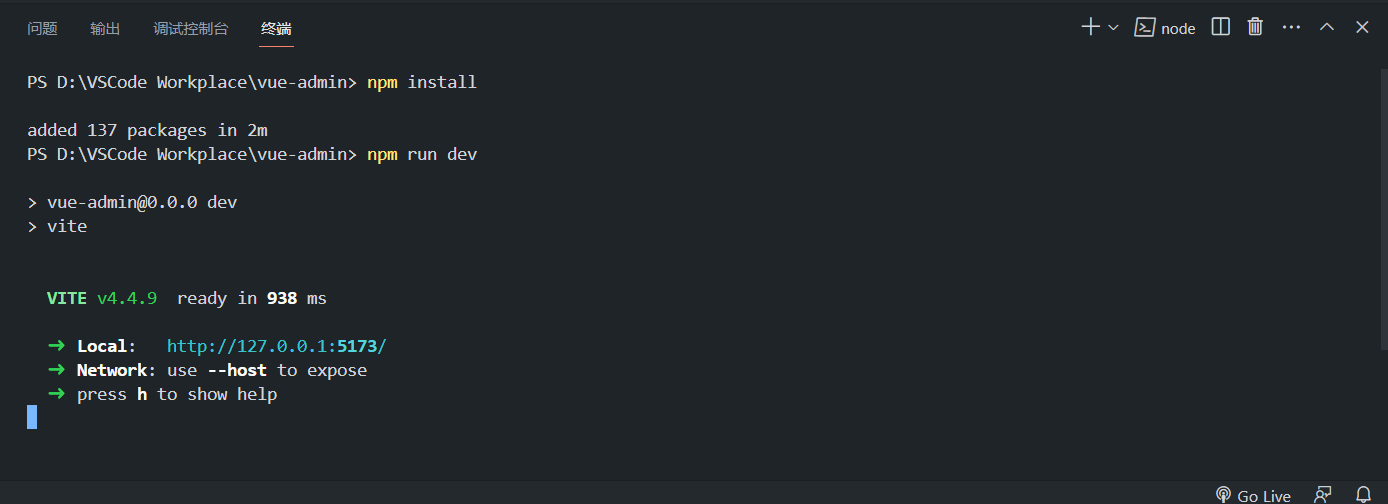 问题 输出 调试控制台 终端 node
PS D:\VSCode Workplace\vue-admin> npm install
added 137 packages in 2m
PS D:\VSCode Workplace\vue-admin> npm run dev
> vue-admin@0.0.0 dev
> vite
VITE v4.4.9  ready in 938 ms
➜ Local:   http://127.0.0.1:5173/
➜ Network: use --host to expose
➜ press h to show help
Go Live